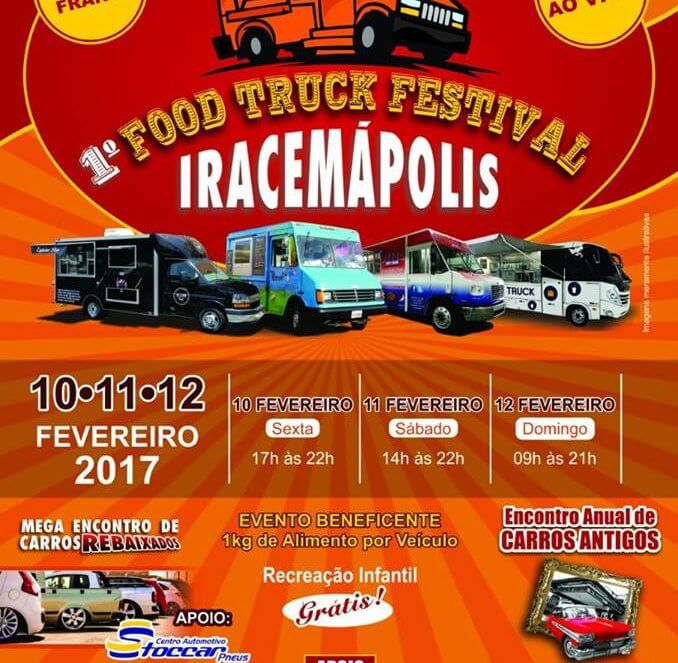 FRAN
AO V
1º FOOD TRUCK FESTIVAL
IRACEMÁPOLIS
TRUCK
Imagens meramente ilustrativas
10•11•12
FEVEREIRO
2017
10 FEVEREIRO
Sexta
17h às 22h
11 FEVEREIRO
Sábado
14h às 22h
12 FEVEREIRO
Domingo
09h às 21h
MEGA ENCONTRO DE
CARROS REBAIXADOS
EVENTO BENEFICENTE
1kg de Alimento por Veículo
Recreação Infantil
Grátis!
Encontro Anual de
CARROS ANTIGOS
APOIO:
Centro Automotivo
Stoccar Pneus
APOIO